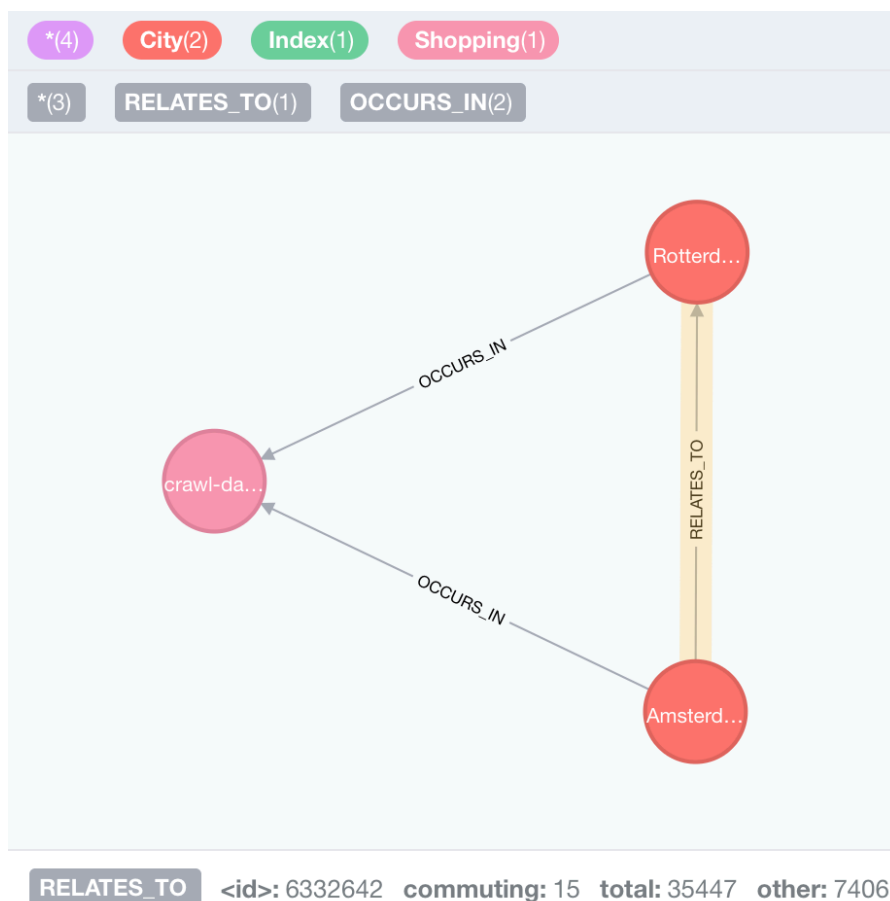 *(4) City(2) Index(1) Shopping(1)
*(3) RELATES_TO(1) OCCURS_IN(2)
Rotterd...
OCCURS_IN
RELATES_TO
crawl-da...
OCCURS_IN
Amsterd...
RELATES_TO <id>: 6332642 commuting: 15 total: 35447 other: 7406